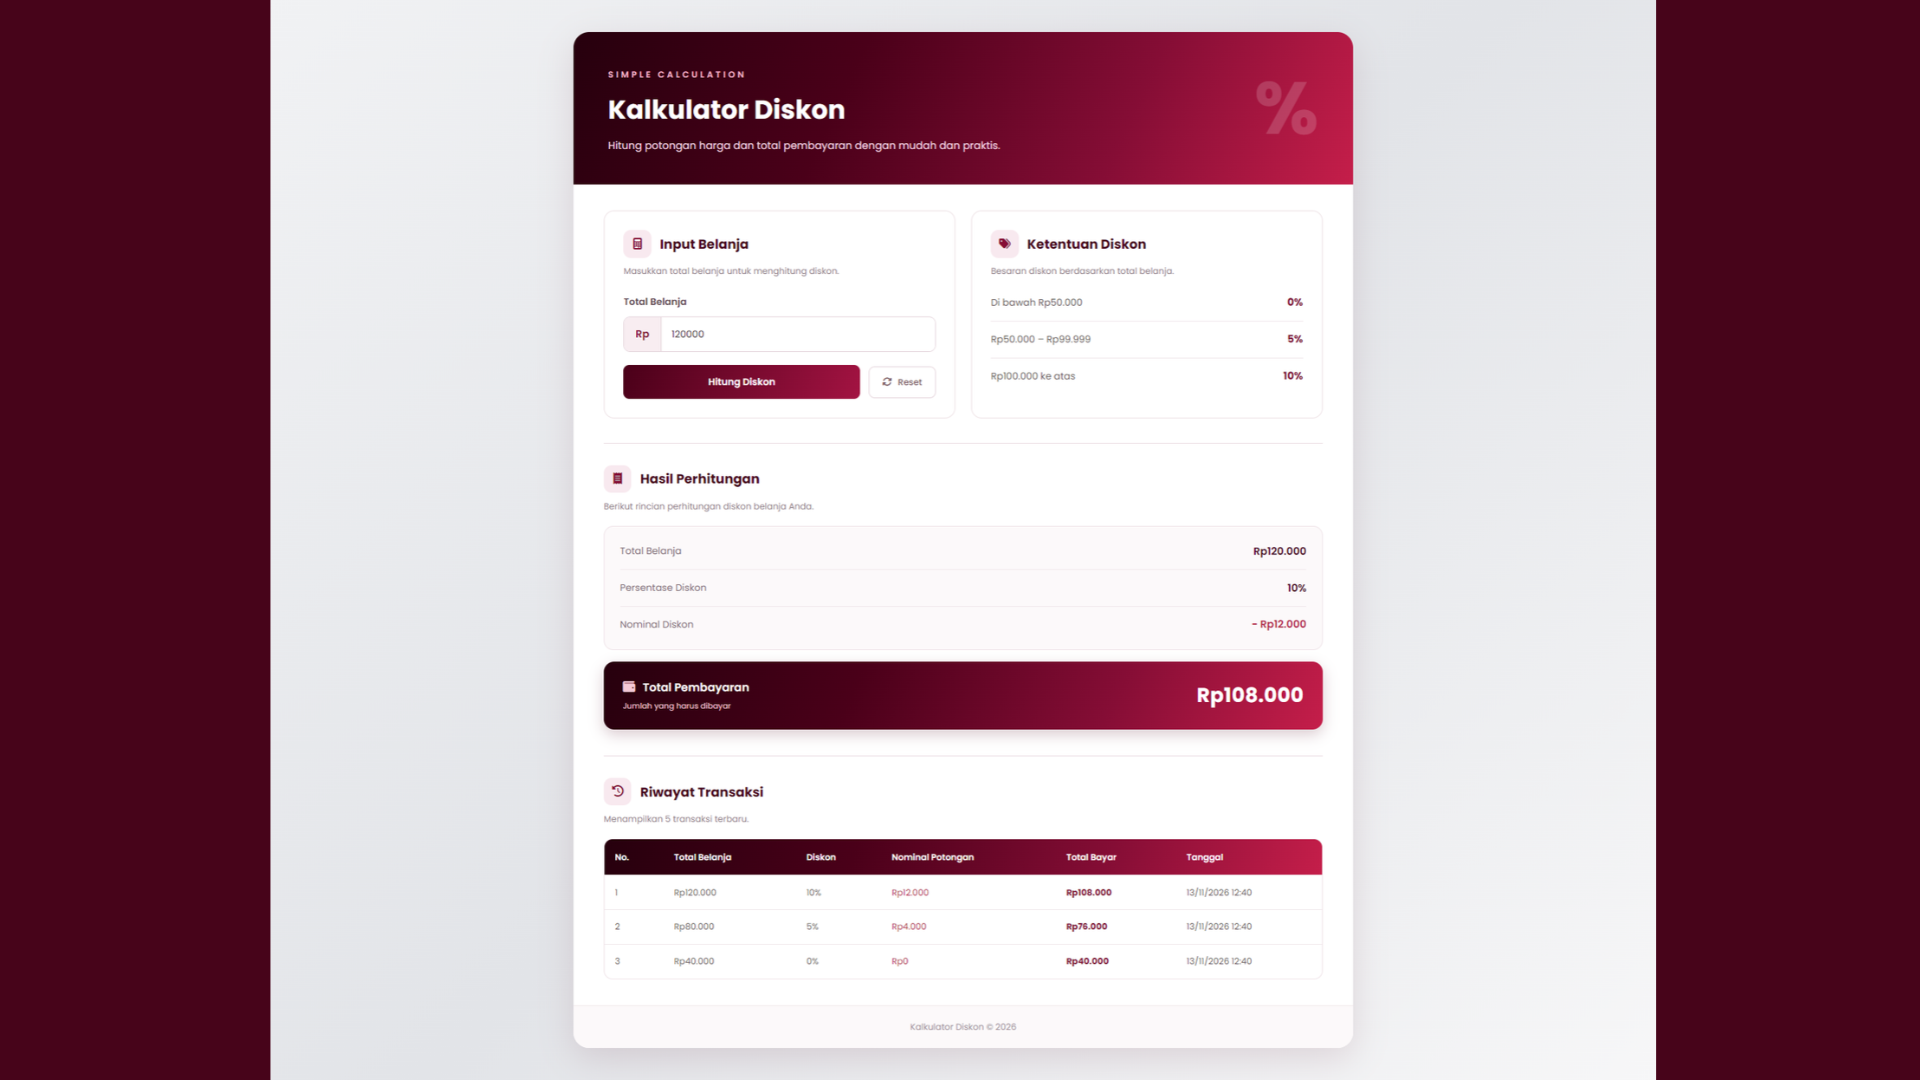 SIMPLE CALCULATION
Kalkulator Diskon
Hitung potongan harga dan total pembayaran dengan mudah dan praktis.
%
Input Belanja
Masukkan total belanja untuk menghitung diskon.
Total Belanja
Rp 120000
Hitung Diskon Reset
Ketentuan Diskon
Besaran diskon berdasarkan total belanja.
Di bawah Rp50.000 0%
Rp50.000 – Rp99.999 5%
Rp100.000 ke atas 10%
Hasil Perhitungan
Berikut rincian perhitungan diskon belanja Anda.
Total Belanja Rp120.000
Persentase Diskon 10%
Nominal Diskon - Rp12.000
Total Pembayaran
Jumlah yang harus dibayar
Rp108.000
Riwayat Transaksi
Menampilkan 5 transaksi terbaru.
No. Total Belanja Diskon Nominal Potongan Total Bayar Tanggal
1 Rp120.000 10% Rp12.000 Rp108.000 13/11/2026 12:40
2 Rp80.000 5% Rp4.000 Rp76.000 13/11/2026 12:40
3 Rp40.000 0% Rp0 Rp40.000 13/11/2026 12:40
Kalkulator Diskon © 2026